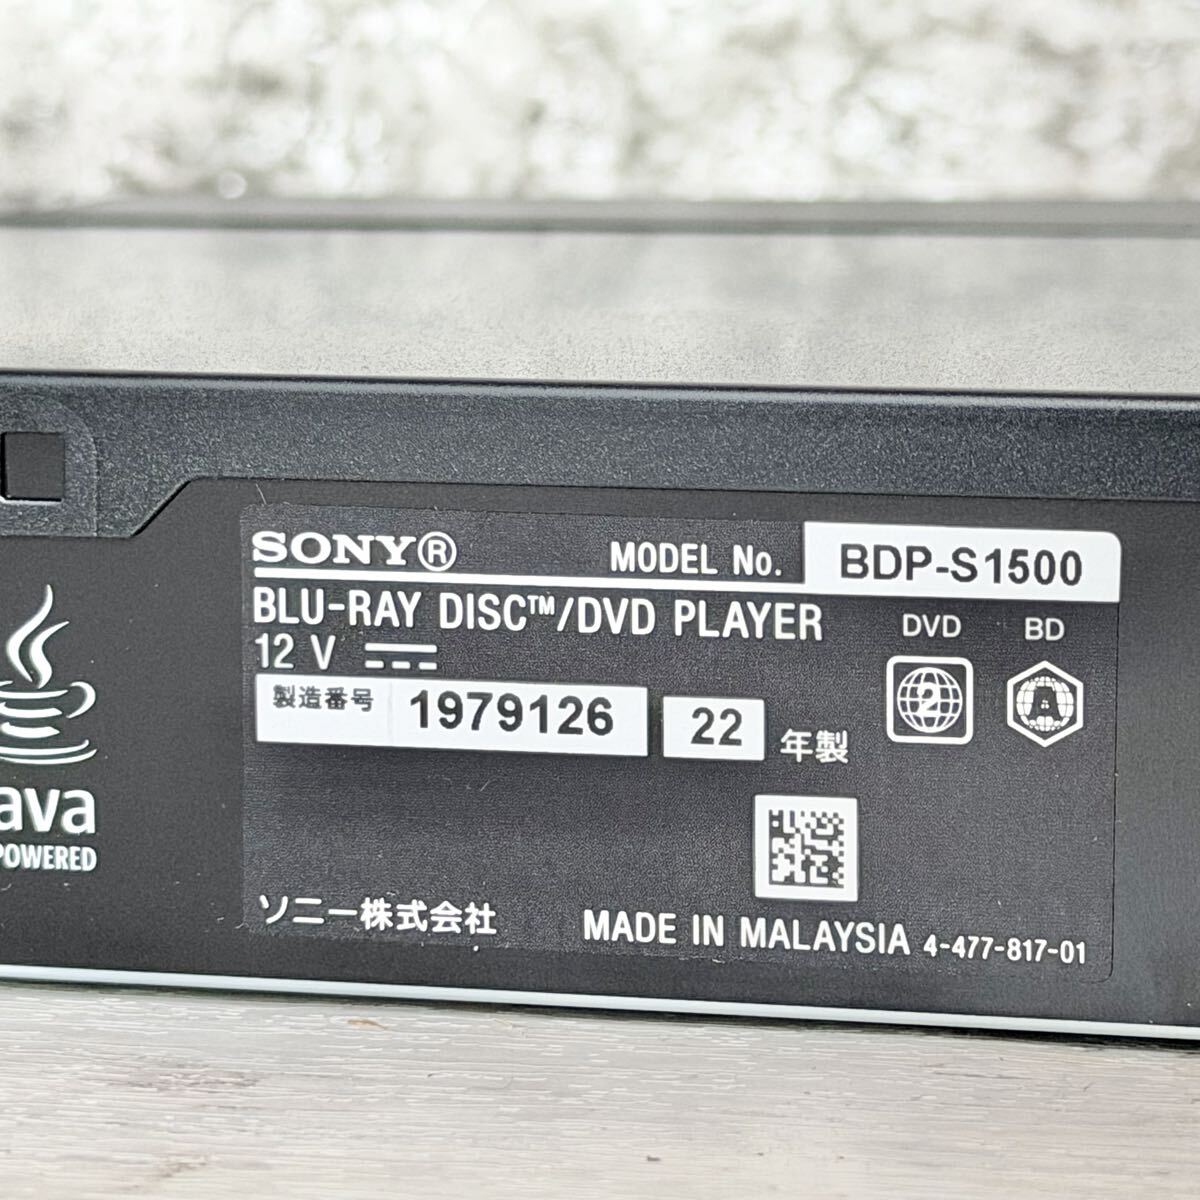 SONY® MODEL No. BDP-S1500
BLU-RAY DISC™/DVD PLAYER
DVD BD
12 V
2 A
製造番号 1979126 22 年製
ava
POWERED
ソニー株式会社 MADE IN MALAYSIA 4-477-817-01